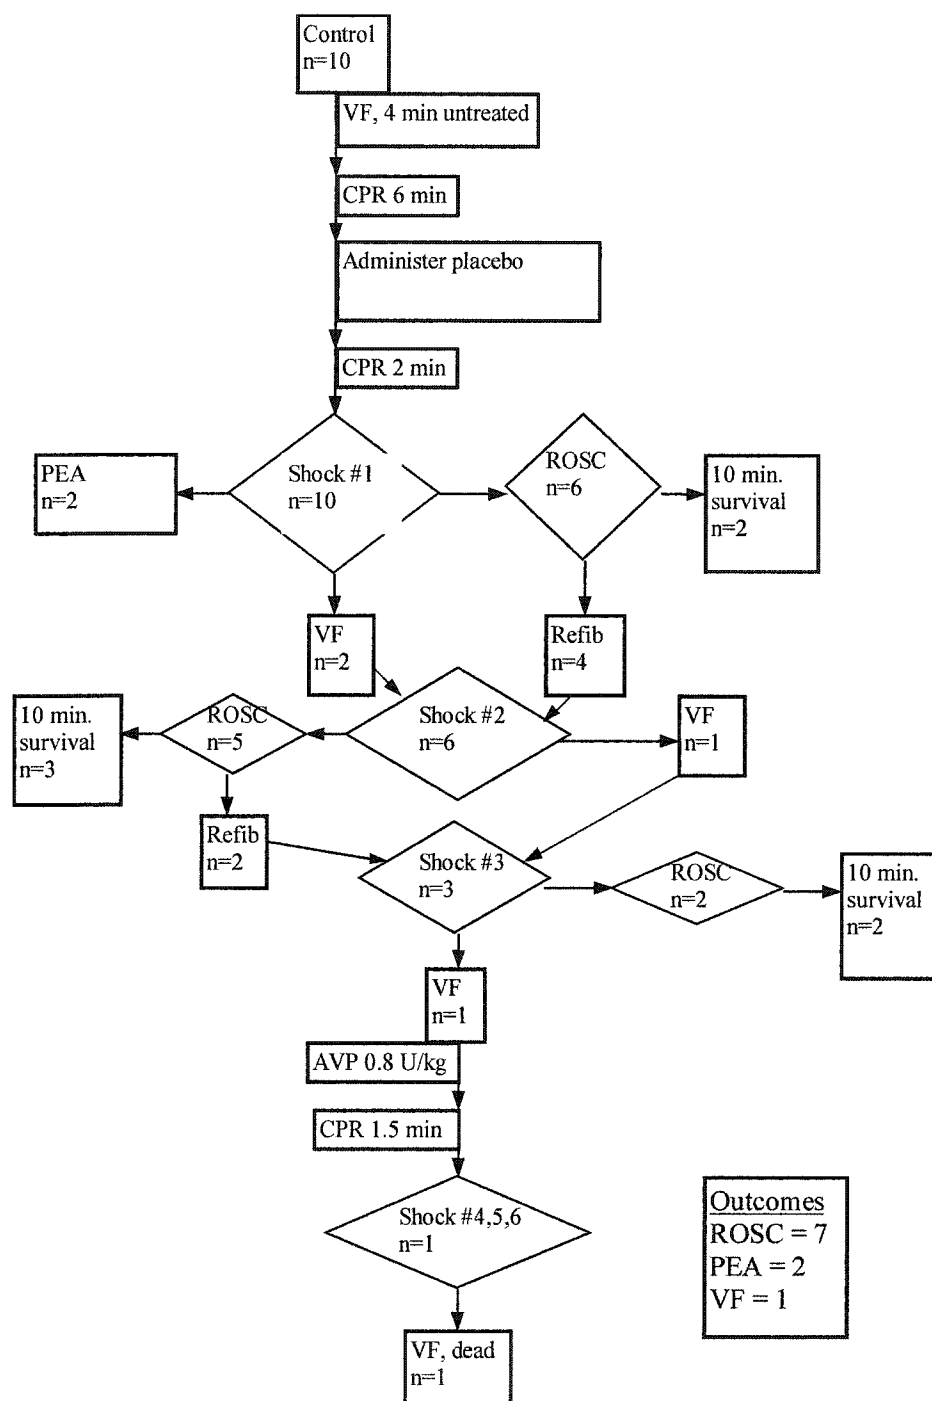 Control
n=10
VF, 4 min untreated
CPR 6 min
Administer placebo
CPR 2 min
PEA
n=2
Shock #1
n=10
ROSC
n=6
10 min.
survival
n=2
VF
n=2
Refib
n=4
10 min.
survival
n=3
ROSC
n=5
Shock #2
n=6
VF
n=1
Refib
n=2
Shock #3
n=3
ROSC
n=2
10 min.
survival
n=2
VF
n=1
AVP 0.8 U/kg
CPR 1.5 min
Shock #4,5,6
n=1
Outcomes
ROSC = 7
PEA = 2
VF = 1
VF, dead
n=1